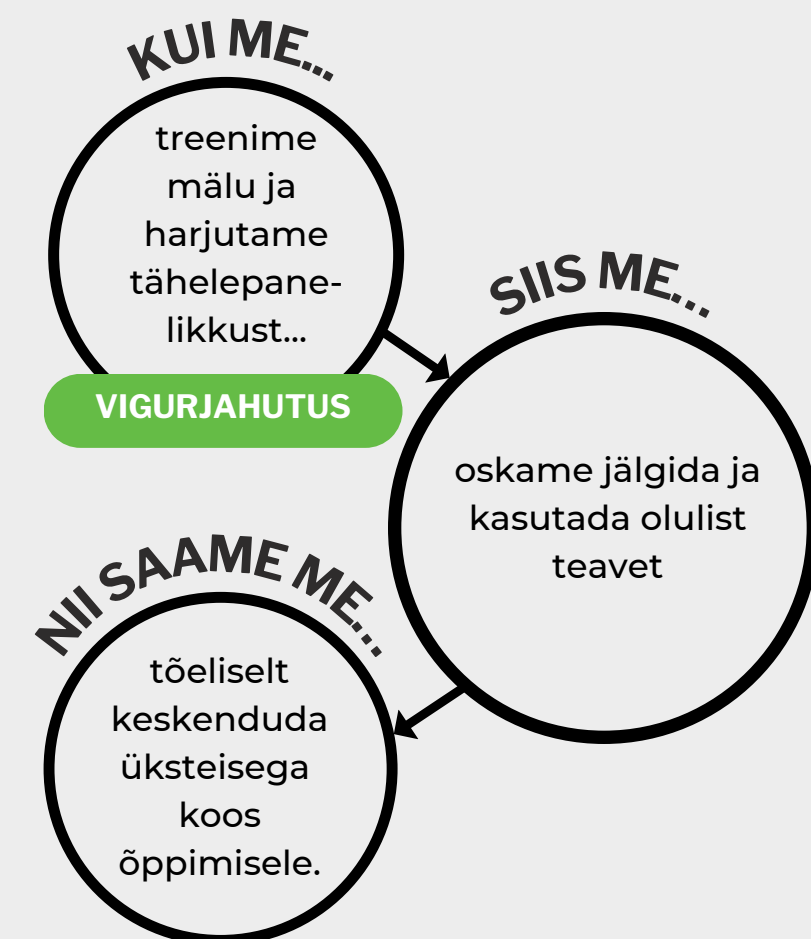 KUI ME...
treenime
mälu ja
harjutame
tähelepane-
likkust...
VIGURJAHUTUS
SIIS ME...
oskame jälgida ja
kasutada olulist
teavet
NII SAAME ME...
tõeliselt
keskenduda
üksteisega
koos
õppimisele.